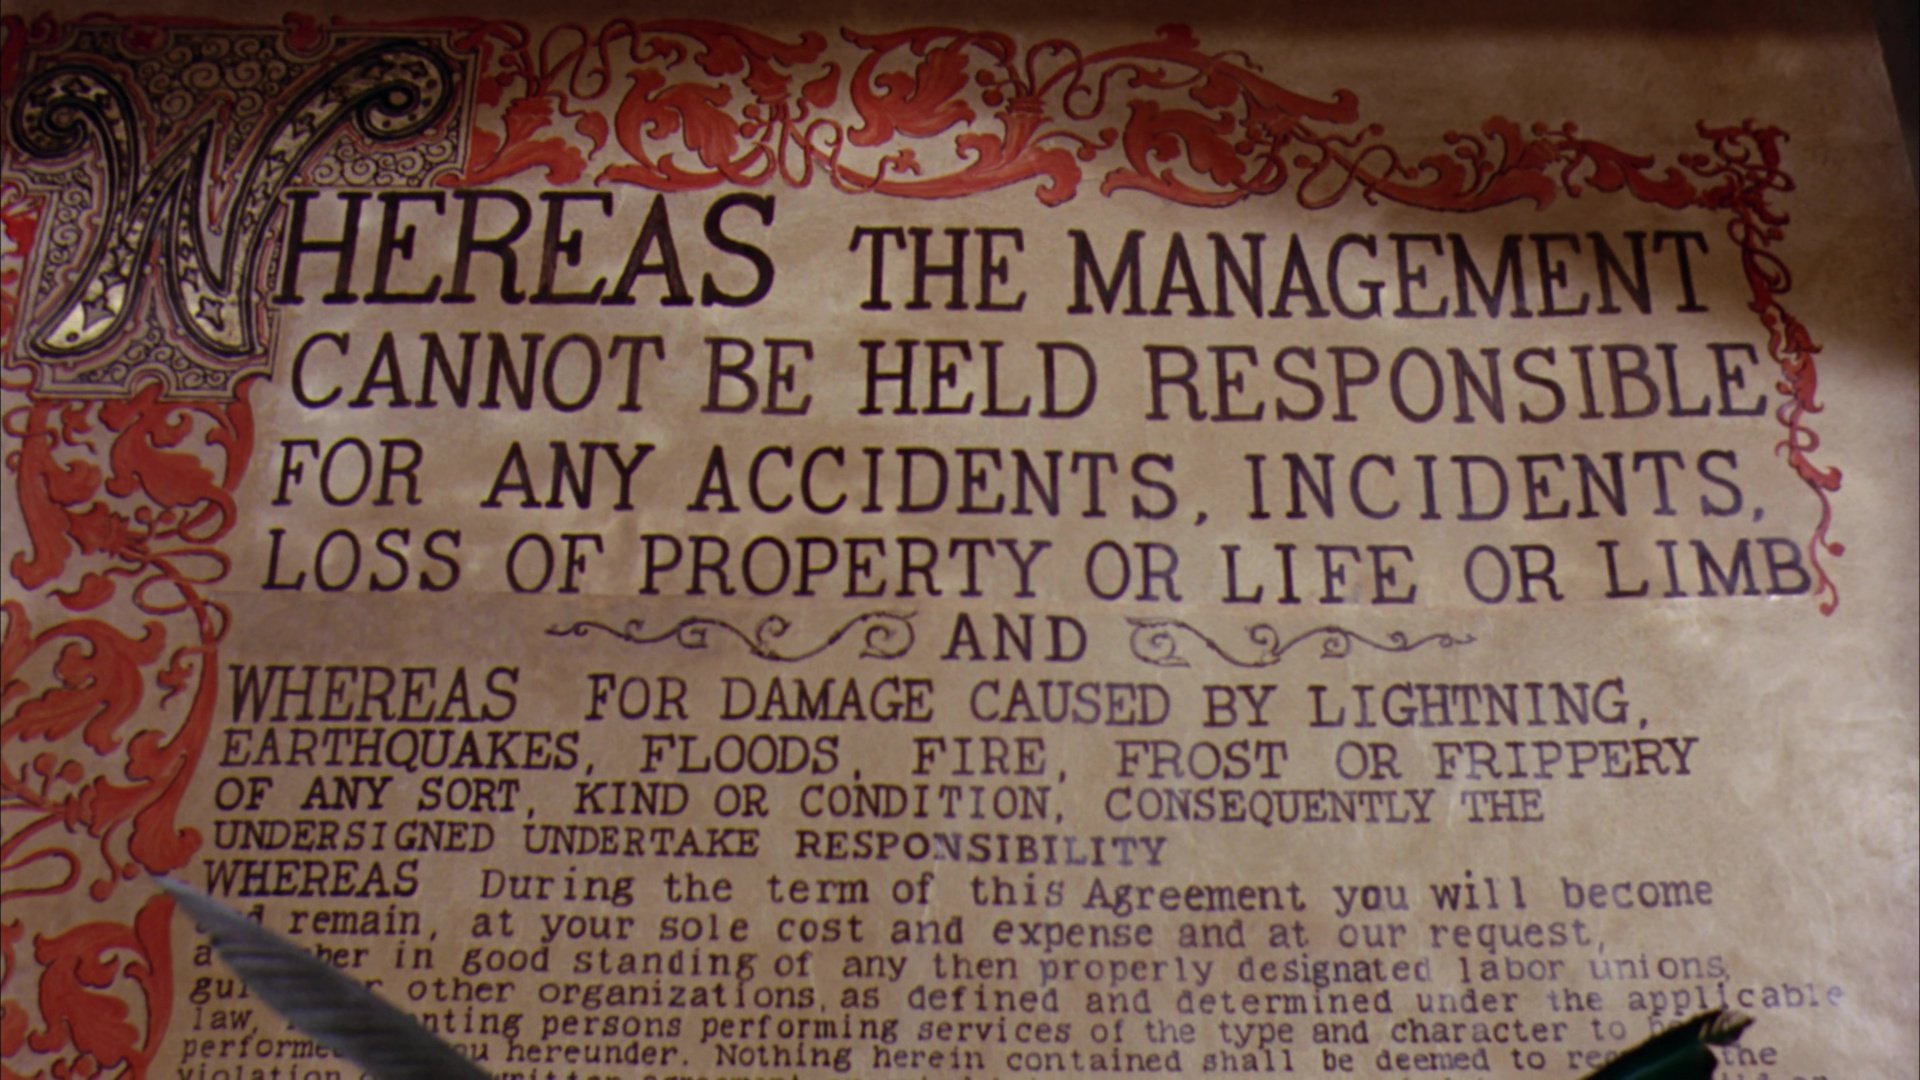 WHEREAS THE MANAGEMENT
CANNOT BE HELD RESPONSIBLE
FOR ANY ACCIDENTS, INCIDENTS,
LOSS OF PROPERTY OR LIFE OR LIMB
AND
WHEREAS FOR DAMAGE CAUSED BY LIGHTNING,
EARTHQUAKES, FLOODS, FIRE, FROST OR FRIPPERY
OF ANY SORT, KIND OR CONDITION, CONSEQUENTLY THE
UNDERSIGNED UNDERTAKE RESPONSIBILITY
WHEREAS During the term of this Agreement you will become
remain, at your sole cost and expense and at our request,
in good standing of any then properly designated labor unions,
other organizations, as defined and determined under the applicable
law, persons performing services of the type and character to
hereunder. Nothing herein contained shall be deemed to the
violation